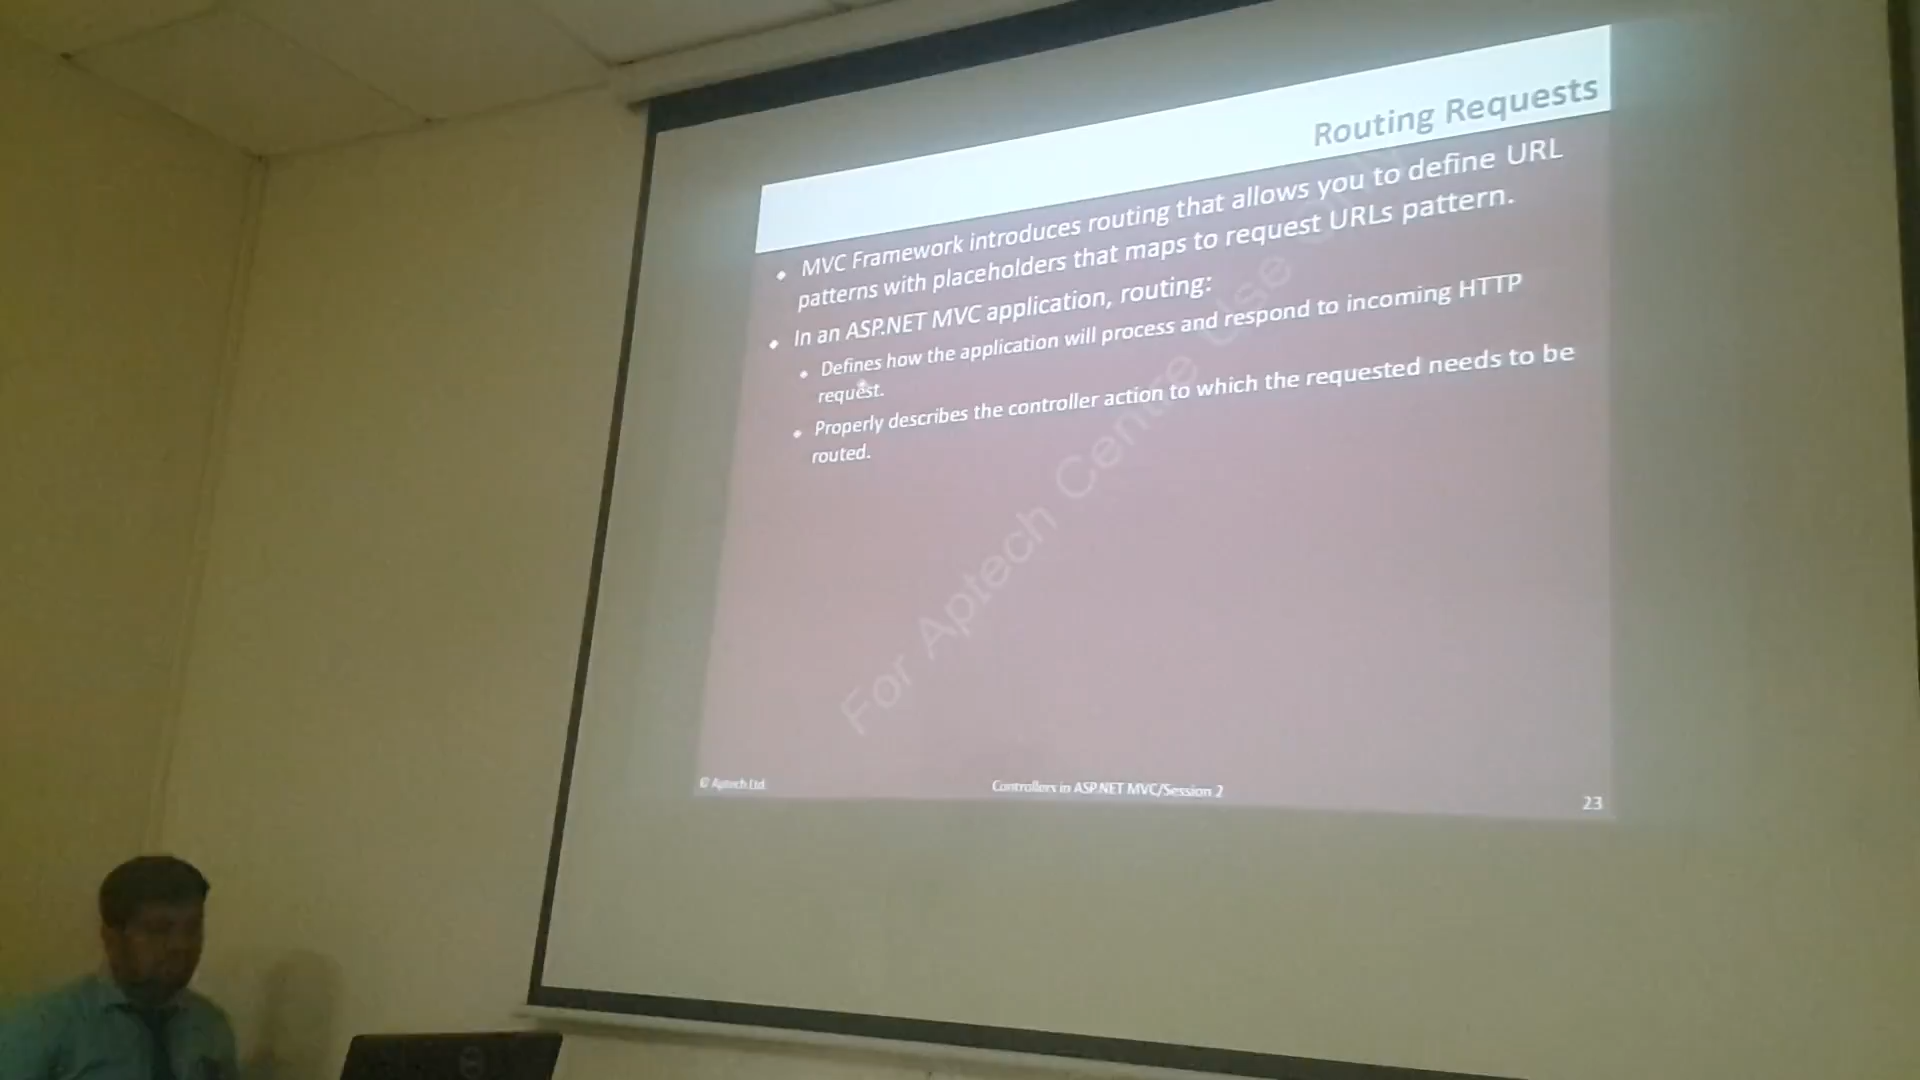 Routing Requests
MVC Framework introduces routing that allows you to define URL
patterns with placeholders that maps to request URLs pattern.
In an ASP.NET MVC application, routing:
Defines how the application will process and respond to incoming HTTP
request.
Properly describes the controller action to which the requested needs to be
routed.
For Aptech Centre Use Only
© Aptech Ltd.
Controllers in ASP.NET MVC/Session 2
23